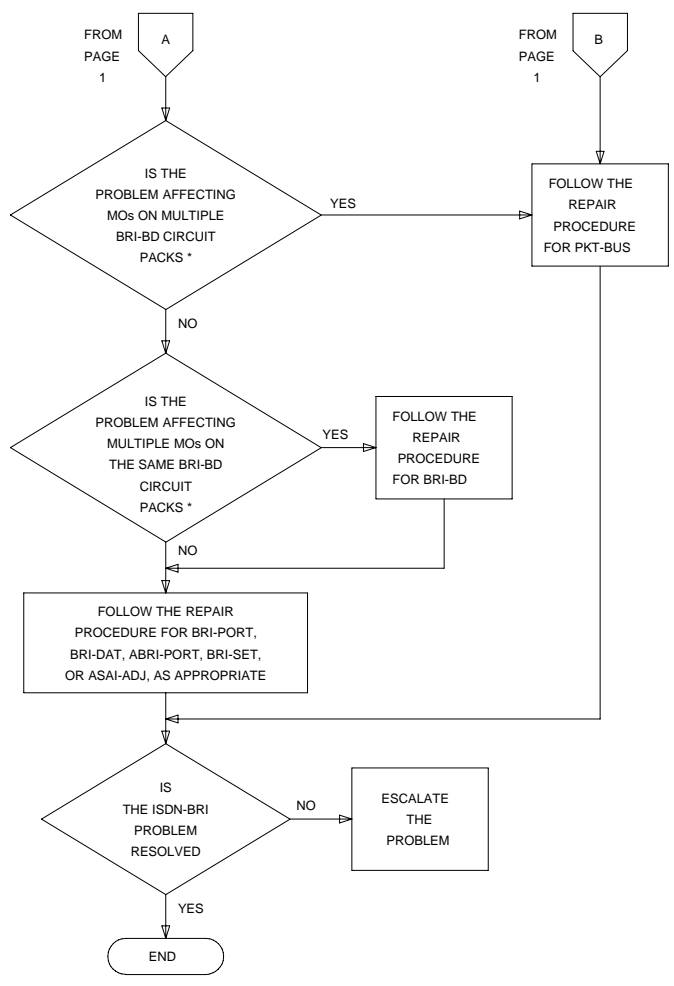 FROM
PAGE
1
A
FROM
PAGE
1
B
IS THE
PROBLEM AFFECTING
MOs ON MULTIPLE
BRI-BD CIRCUIT
PACKS *
YES
FOLLOW THE
REPAIR
PROCEDURE
FOR PKT-BUS
NO
IS THE
PROBLEM AFFECTING
MULTIPLE MOs ON
THE SAME BRI-BD
CIRCUIT
PACKS *
YES
FOLLOW THE
REPAIR
PROCEDURE
FOR BRI-BD
NO
FOLLOW THE REPAIR
PROCEDURE FOR BRI-PORT,
BRI-DAT, ABRI-PORT, BRI-SET,
OR ASAI-ADJ, AS APPROPRIATE
IS
THE ISDN-BRI
PROBLEM
RESOLVED
NO
ESCALATE
THE
PROBLEM
YES
END